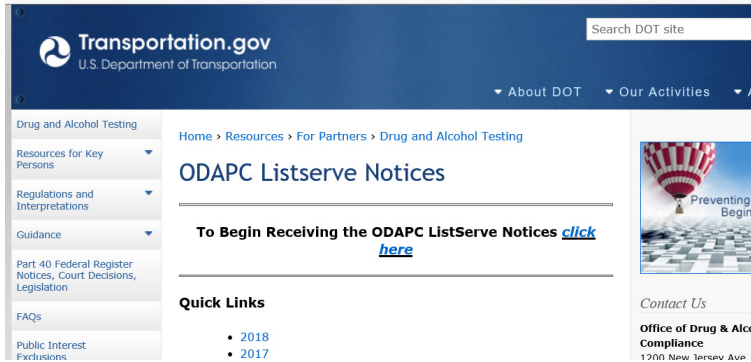 Search DOT site
Transportation.gov
U.S. Department of Transportation
About DOT
Our Activities
Drug and Alcohol Testing
Resources for Key
Persons
Regulations and
Interpretations
Guidance
Part 40 Federal Register
Notices, Court Decisions,
Legislation
FAQs
Public Interest
Exclusions
Home › Resources › For Partners › Drug and Alcohol Testing
ODAPC Listserve Notices
To Begin Receiving the ODAPC ListServe Notices click
here
Quick Links
• 2018
• 2017
Preventing
Begin
Contact Us
Office of Drug & Alco
Compliance
1200 New Jersey Ave